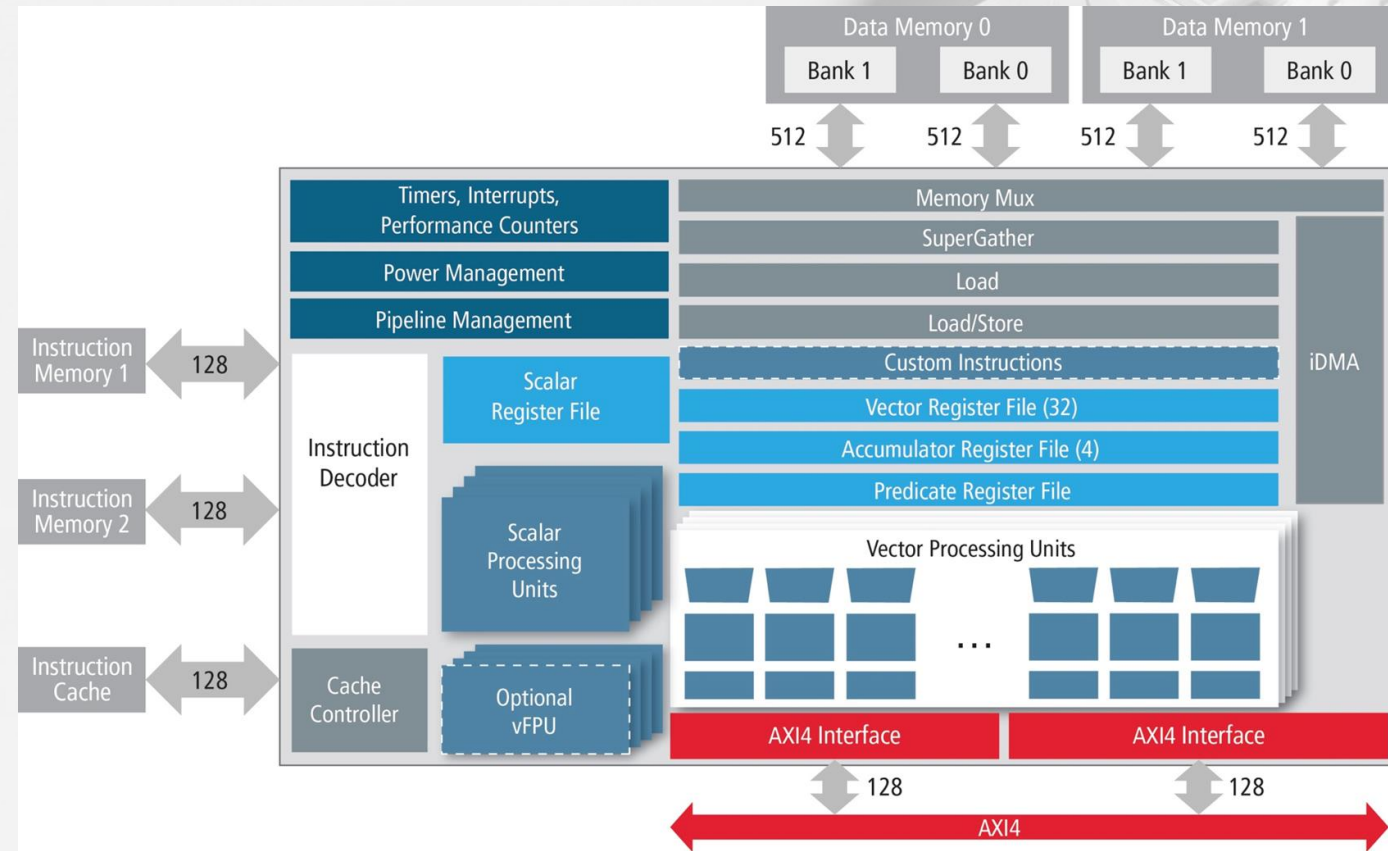 Data Memory 0
Data Memory 1
Bank 1
Bank 0
Bank 1
Bank 0
512
512
512
512
Timers, Interrupts,
Performance Counters
Power Management
Pipeline Management
Memory Mux
SuperGather
Load
Load/Store
Custom Instructions
Vector Register File (32)
Accumulator Register File (4)
Predicate Register File
iDMA
Instruction
Memory 1
128
Instruction
Memory 2
128
Instruction
Cache
128
Instruction
Decoder
Scalar
Register File
Scalar
Processing
Units
Cache
Controller
Optional
vFPU
Vector Processing Units
...
AXI4 Interface
AXI4 Interface
128
128
AXI4